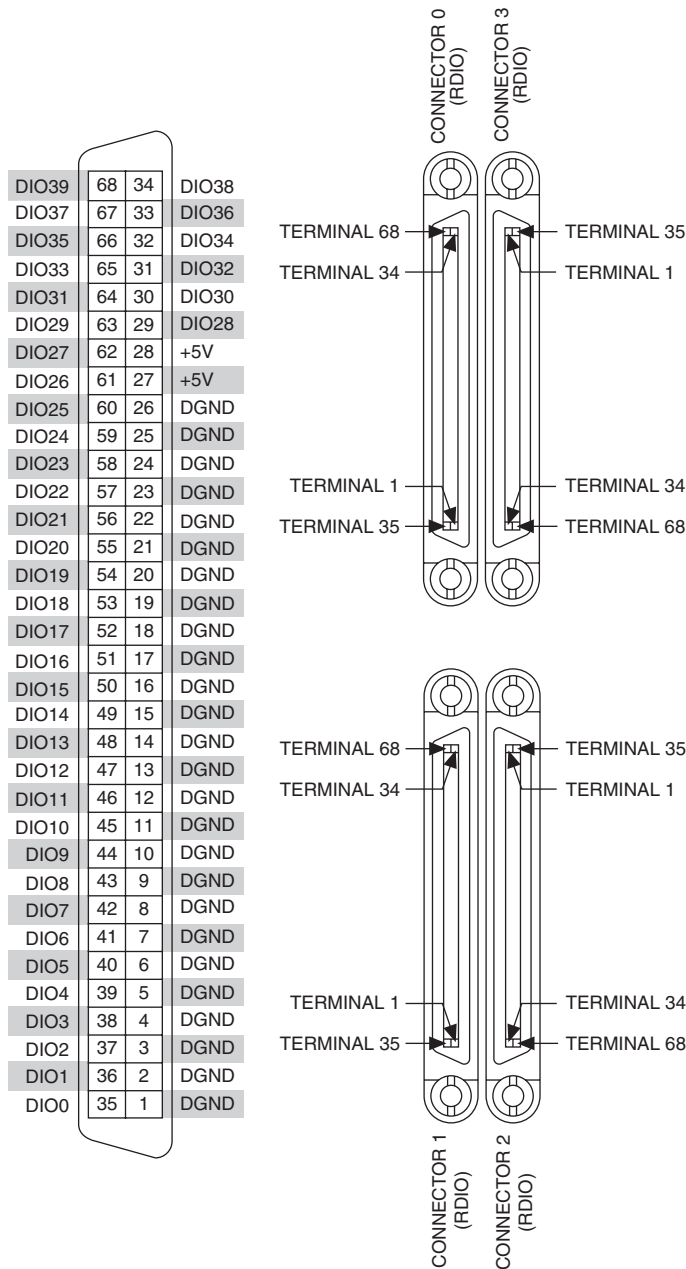 CONNECTOR 0
(RDIO)
CONNECTOR 3
(RDIO)
DIO39 68 34 DIO38
DIO37 67 33 DIO36
DIO35 66 32 DIO34
DIO33 65 31 DIO32
DIO31 64 30 DIO30
DIO29 63 29 DIO28
DIO27 62 28 +5V
DIO26 61 27 +5V
DIO25 60 26 DGND
DIO24 59 25 DGND
DIO23 58 24 DGND
DIO22 57 23 DGND
DIO21 56 22 DGND
DIO20 55 21 DGND
DIO19 54 20 DGND
DIO18 53 19 DGND
DIO17 52 18 DGND
DIO16 51 17 DGND
DIO15 50 16 DGND
DIO14 49 15 DGND
DIO13 48 14 DGND
DIO12 47 13 DGND
DIO11 46 12 DGND
DIO10 45 11 DGND
DIO9 44 10 DGND
DIO8 43 9 DGND
DIO7 42 8 DGND
DIO6 41 7 DGND
DIO5 40 6 DGND
DIO4 39 5 DGND
DIO3 38 4 DGND
DIO2 37 3 DGND
DIO1 36 2 DGND
DIO0 35 1 DGND
TERMINAL 68
TERMINAL 35
TERMINAL 34
TERMINAL 1
TERMINAL 1
TERMINAL 34
TERMINAL 35
TERMINAL 68
TERMINAL 68
TERMINAL 35
TERMINAL 34
TERMINAL 1
TERMINAL 1
TERMINAL 34
TERMINAL 35
TERMINAL 68
CONNECTOR 1
(RDIO)
CONNECTOR 2
(RDIO)